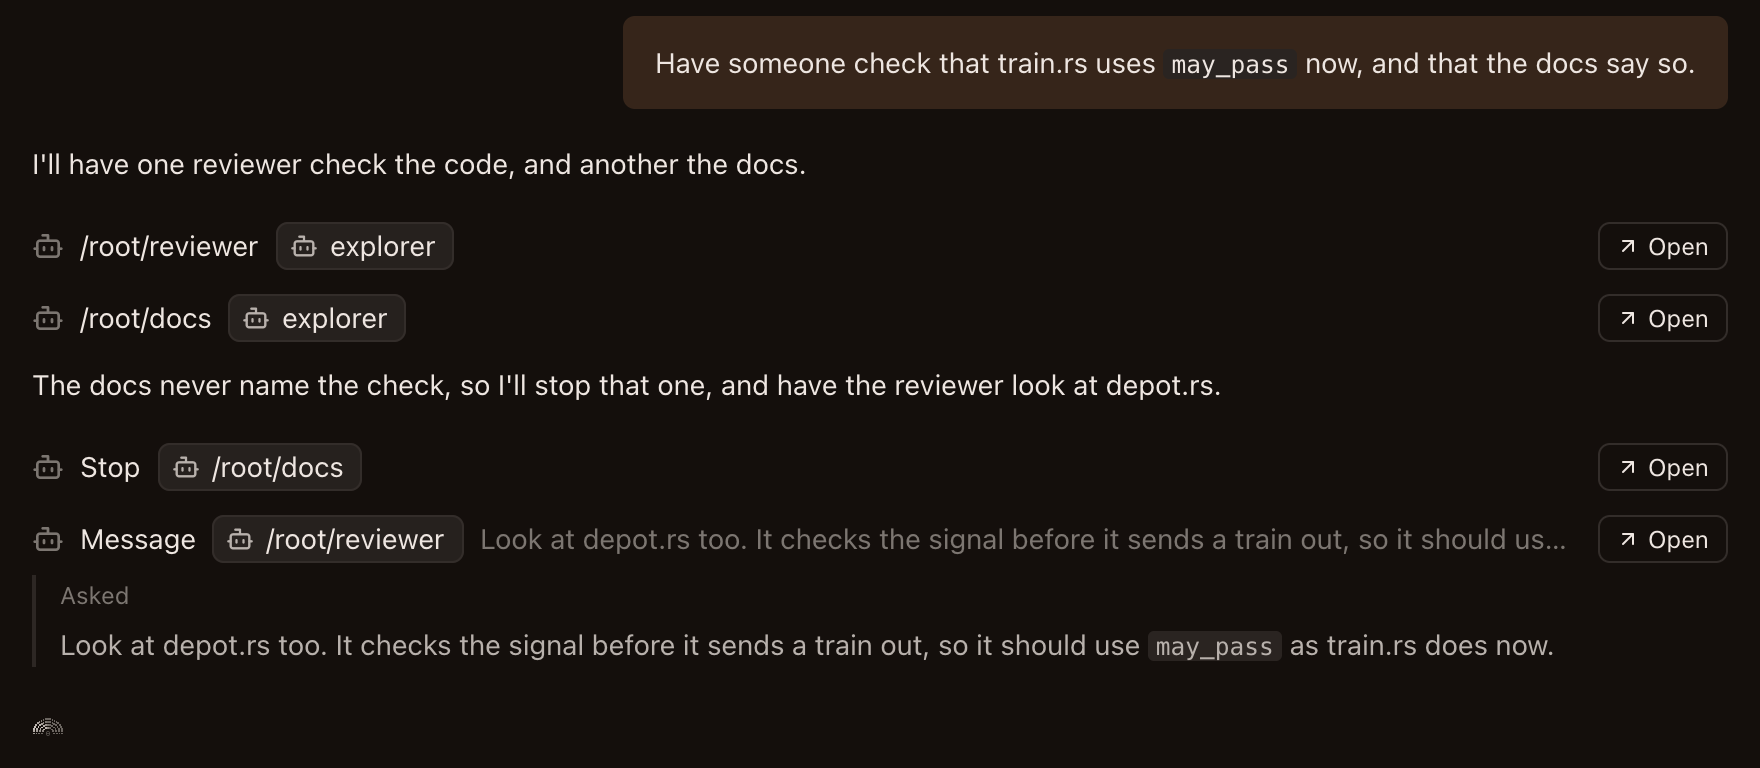 Have someone check that train.rs uses may_pass now, and that the docs say so.
I'll have one reviewer check the code, and another the docs.
/root/reviewer explorer Open
/root/docs explorer Open
The docs never name the check, so I'll stop that one, and have the reviewer look at depot.rs.
Stop /root/docs Open
Message /root/reviewer Look at depot.rs too. It checks the signal before it sends a train out, so it should us... Open
Asked
Look at depot.rs too. It checks the signal before it sends a train out, so it should use may_pass as train.rs does now.